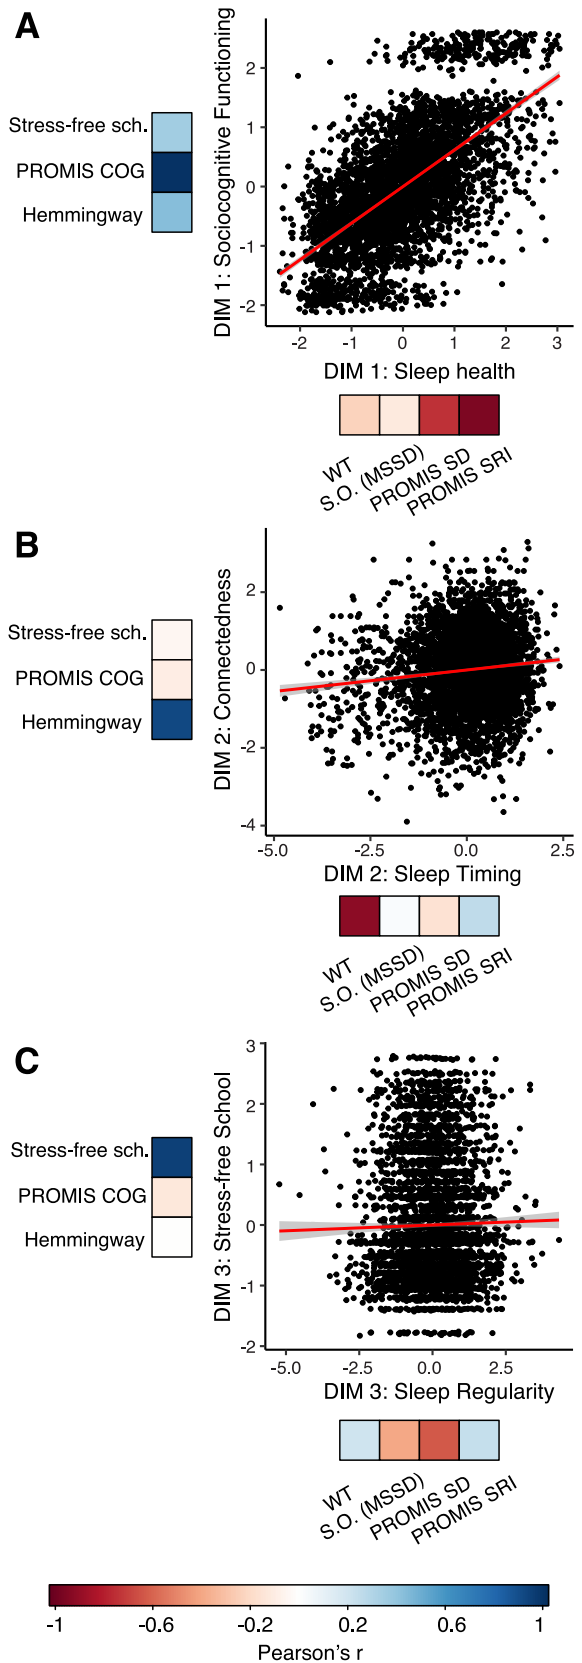 A
DIM 1: Sociocognitive Functioning
2
1
0
-1
-2
Stress-free sch.
PROMIS COG
Hemmingway
-2 -1 0 1 2 3
DIM 1: Sleep health
WT
S.O. (MSSD)
PROMIS SD
PROMIS SRI
B
DIM 2: Connectedness
2
0
-2
-4
Stress-free sch.
PROMIS COG
Hemmingway
-5.0 -2.5 0.0 2.5
DIM 2: Sleep Timing
WT
S.O. (MSSD)
PROMIS SD
PROMIS SRI
C
DIM 3: Stress-free School
3
2
1
0
-1
-2
Stress-free sch.
PROMIS COG
Hemmingway
-5.0 -2.5 0.0 2.5
DIM 3: Sleep Regularity
WT
S.O. (MSSD)
PROMIS SD
PROMIS SRI
-1 -0.6 -0.2 0.2 0.6 1
Pearson's r